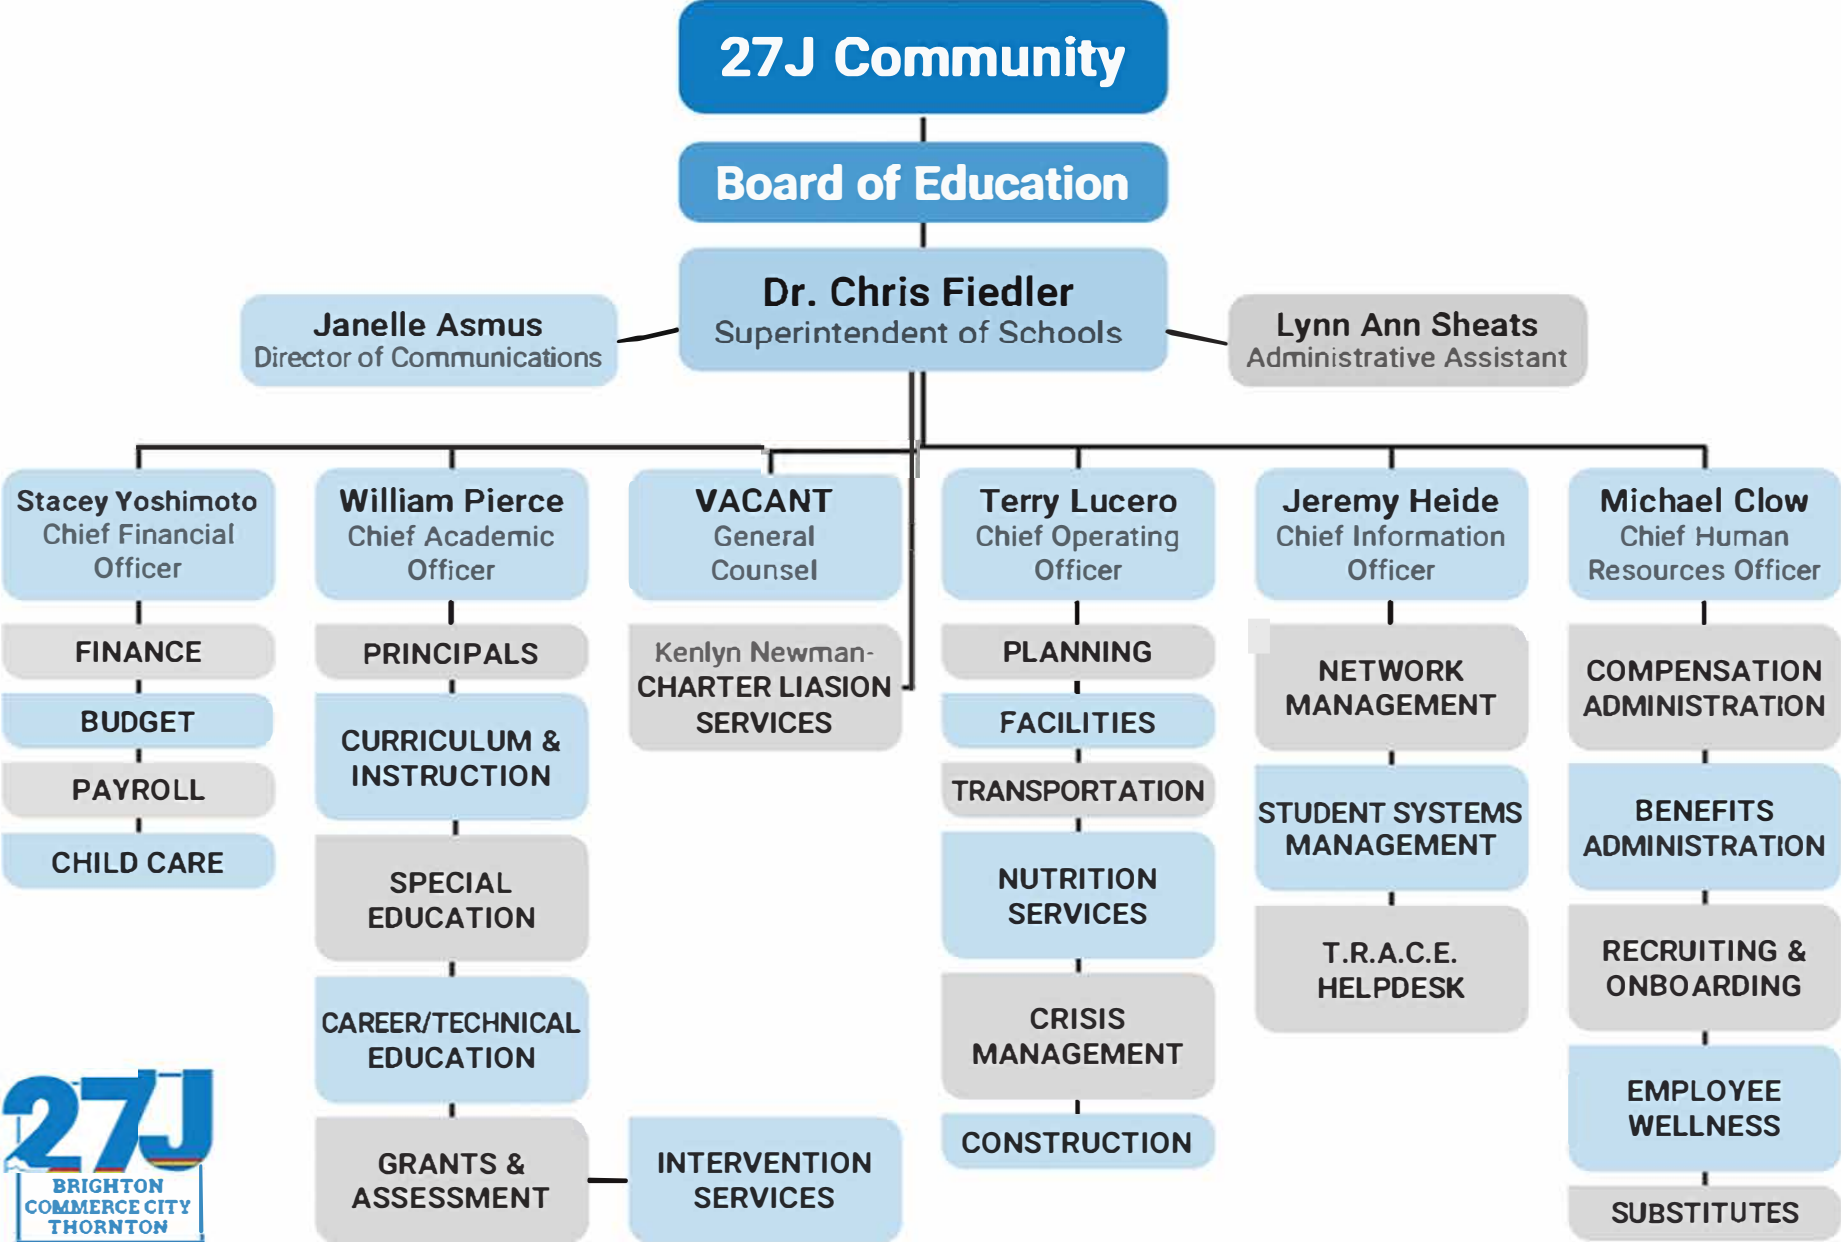 27J Community
Board of Education
Dr. Chris Fiedler
Superintendent of Schools
Janelle Asmus
Director of Communications
Lynn Ann Sheats
Administrative Assistant
Stacey Yoshimoto
Chief Financial
Officer
FINANCE
BUDGET
PAYROLL
CHILD CARE
William Pierce
Chief Academic
Officer
PRINCIPALS
CURRICULUM &
INSTRUCTION
SPECIAL
EDUCATION
CAREER/TECHNICAL
EDUCATION
GRANTS &
ASSESSMENT
INTERVENTION
SERVICES
VACANT
General
Counsel
Kenlyn Newman-
CHARTER LIASION
SERVICES
Terry Lucero
Chief Operating
Officer
PLANNING
FACILITIES
TRANSPORTATION
NUTRITION
SERVICES
CRISIS
MANAGEMENT
CONSTRUCTION
Jeremy Heide
Chief Information
Officer
NETWORK
MANAGEMENT
STUDENT SYSTEMS
MANAGEMENT
T.R.A.C.E.
HELPDESK
Michael Clow
Chief Human
Resources Officer
COMPENSATION
ADMINISTRATION
BENEFITS
ADMINISTRATION
RECRUITING &
ONBOARDING
EMPLOYEE
WELLNESS
SUBSTITUTES
27J
BRIGHTON
COMMERCE CITY
THORNTON